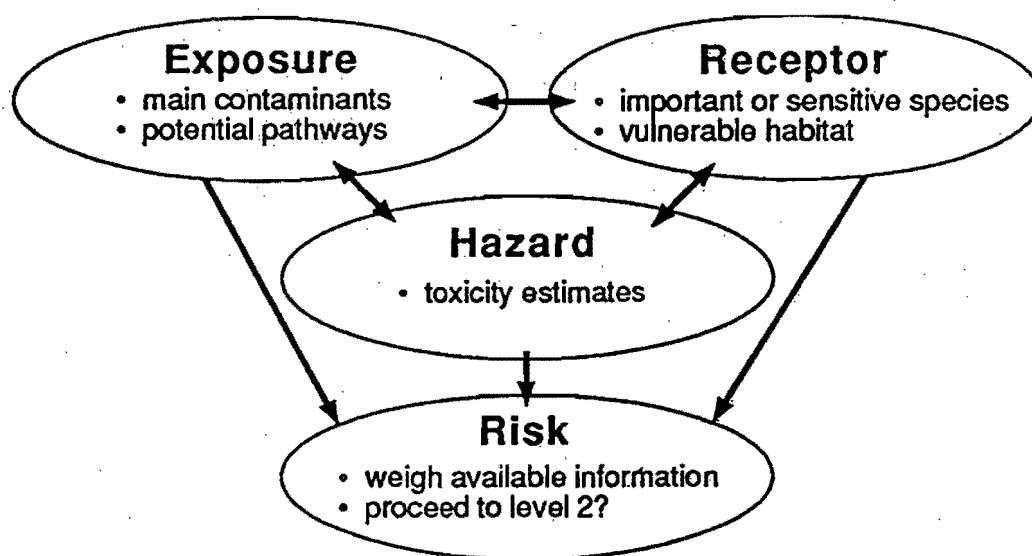 Exposure
• main contaminants
• potential pathways
Receptor
• important or sensitive species
• vulnerable habitat
Hazard
• toxicity estimates
Risk
• weigh available information
• proceed to level 2?